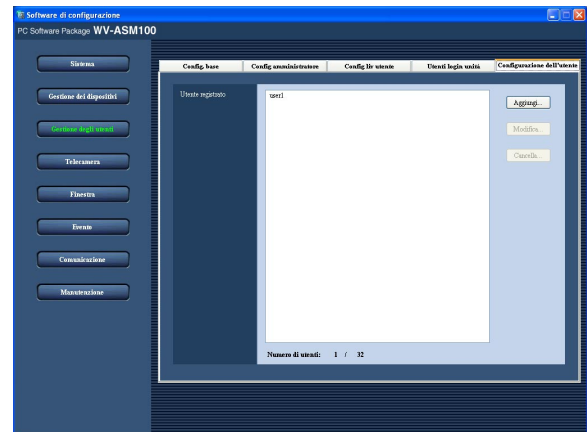 Software di configurazione
PC Software Package WV-ASM100
Sistema
Gestione dei dispositivi
Gestione degli utenti
Telecamera
Finestra
Evento
Comunicazione
Manutenzione
Config. base Config amministratore Config liv utente Utenti login unità Configurazione dell'utente
Utente registrato
user1
Aggiungi...
Modifica...
Cancella...
Numero di utenti: 1 / 32